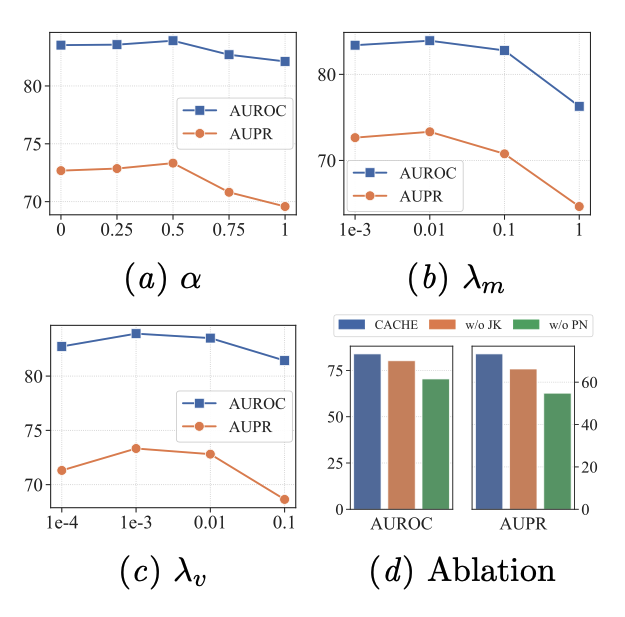 80
75
70
AUROC
AUPR
0 0.25 0.5 0.75 1
(a) α
80
70
AUROC
AUPR
1e-3 0.01 0.1 1
(b) λm
80
75
70
AUROC
AUPR
1e-4 1e-3 0.01 0.1
(c) λv
CACHE w/o JK w/o PN
75
50
25
0
AUROC
60
40
20
0
AUPR
(d) Ablation